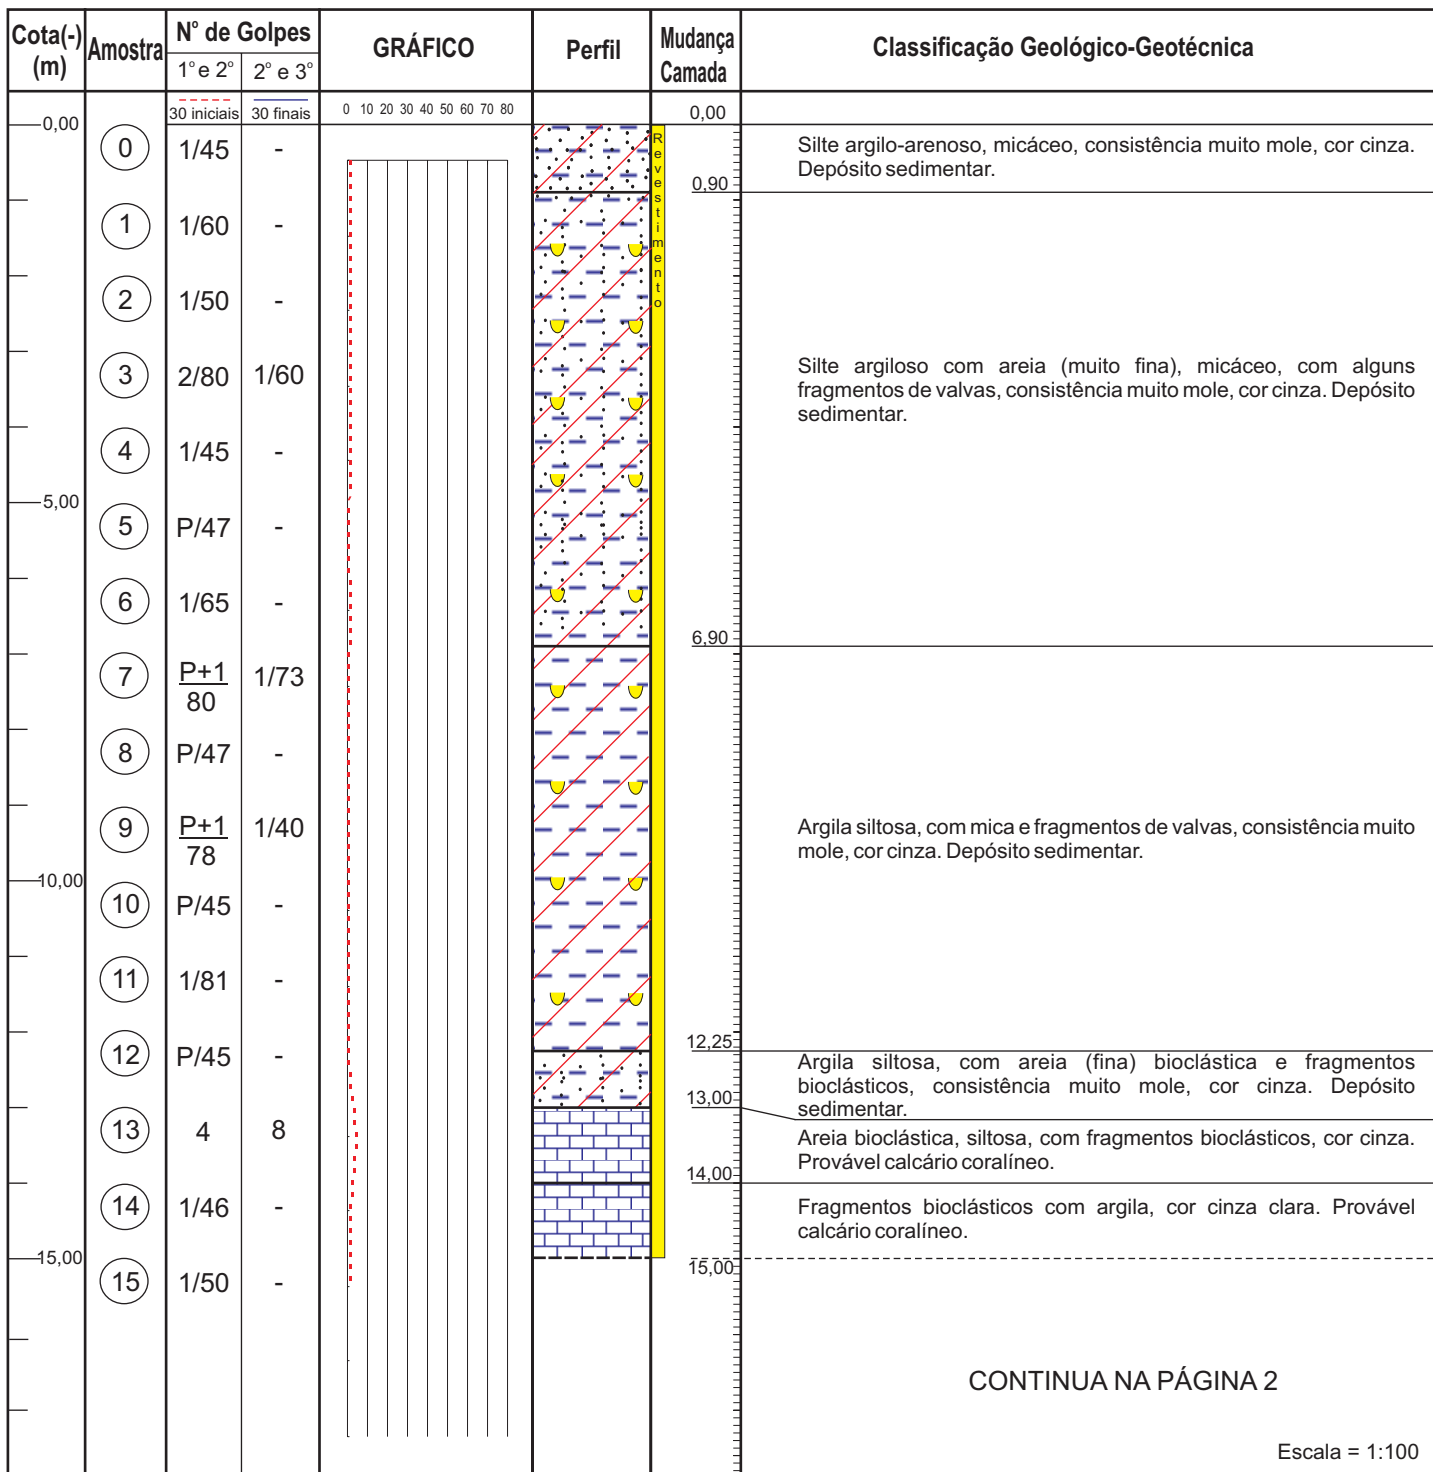 Cota(-)
(m)
Amostra
N° de Golpes
1° e 2°
2° e 3°
GRÁFICO
Perfil
Mudança
Camada
Classificação Geológico-Geotécnica
30 iniciais
30 finais
0 10 20 30 40 50 60 70 80
0,00
0,00
Revestimento
0 1/45 -
Silte argilo-arenoso, micáceo, consistência muito mole, cor cinza.
Depósito sedimentar.
0,90
1 1/60 -
2 1/50 -
3 2/80 1/60
Silte argiloso com areia (muito fina), micáceo, com alguns
fragmentos de valvas, consistência muito mole, cor cinza. Depósito
sedimentar.
4 1/45 -
5,00
5 P/47 -
6 1/65 -
6,90
7 P+1 1/73
80
8 P/47 -
9 P+1 1/40
78
Argila siltosa, com mica e fragmentos de valvas, consistência muito
mole, cor cinza. Depósito sedimentar.
10,00
10 P/45 -
11 1/81 -
12,25
12 P/45 -
Argila siltosa, com areia (fina) bioclástica e fragmentos
bioclásticos, consistência muito mole, cor cinza. Depósito
sedimentar.
13,00
13 4 8
Areia bioclástica, siltosa, com fragmentos bioclásticos, cor cinza.
Provável calcário coralíneo.
14,00
14 1/46 -
Fragmentos bioclásticos com argila, cor cinza clara. Provável
calcário coralíneo.
15,00
15,00
15 1/50 -
CONTINUA NA PÁGINA 2
Escala = 1:100